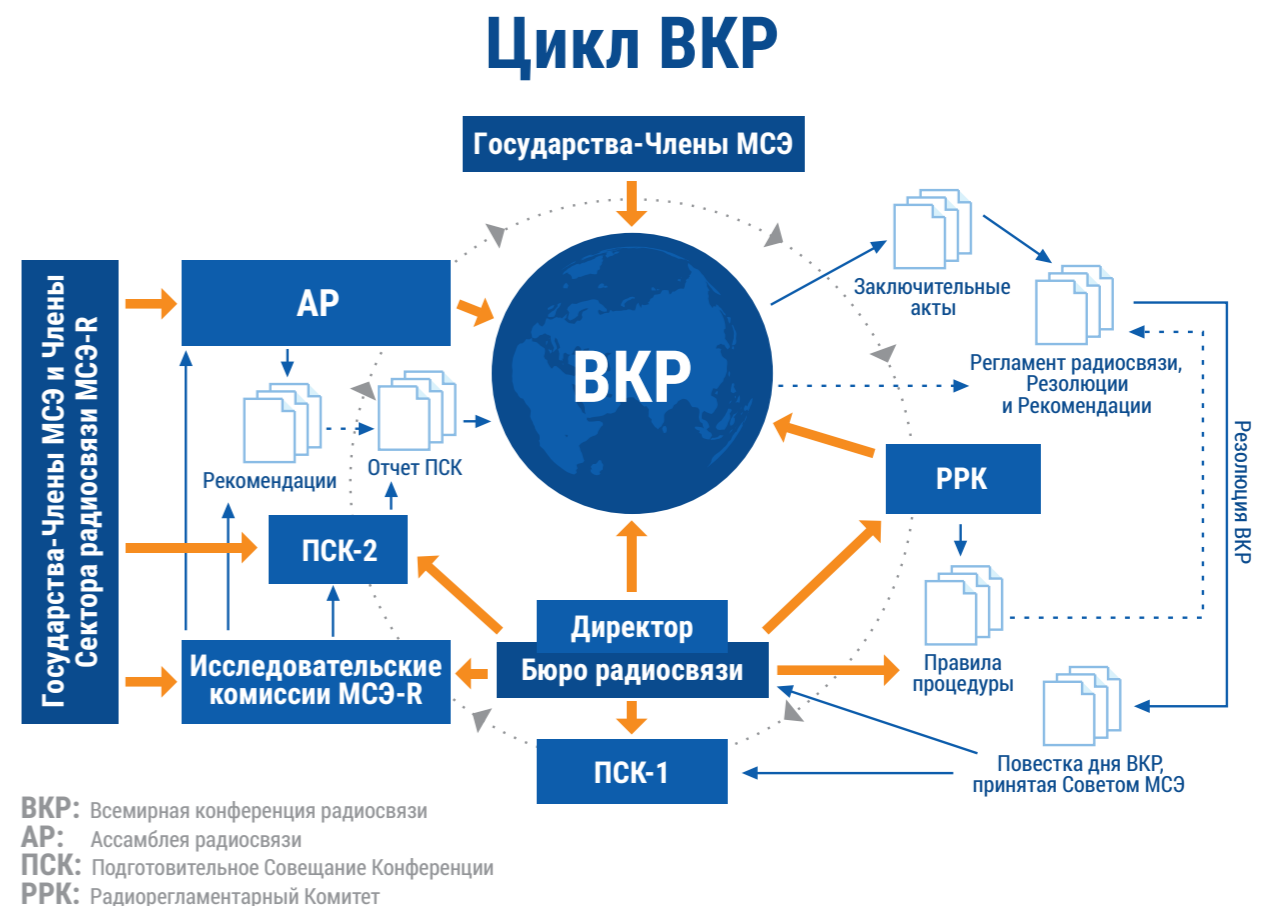 Цикл ВКР
Государства-Члены МСЭ
Государства-Члены МСЭ и Члены
Сектора радиосвязи МСЭ-R
АР
ВКР
Заключительные
акты
Регламент радиосвязи,
Резолюции
и Рекомендации
Рекомендации
Отчет ПСК
РРК
Резолюция ВКР
ПСК-2
Директор
Бюро радиосвязи
Исследовательские
комиссии МСЭ-R
Правила
процедуры
ПСК-1
Повестка дня ВКР,
принятая Советом МСЭ
ВКР: Всемирная конференция радиосвязи
АР: Ассамблея радиосвязи
ПСК: Подготовительное Совещание Конференции
РРК: Радиорегламентарный Комитет